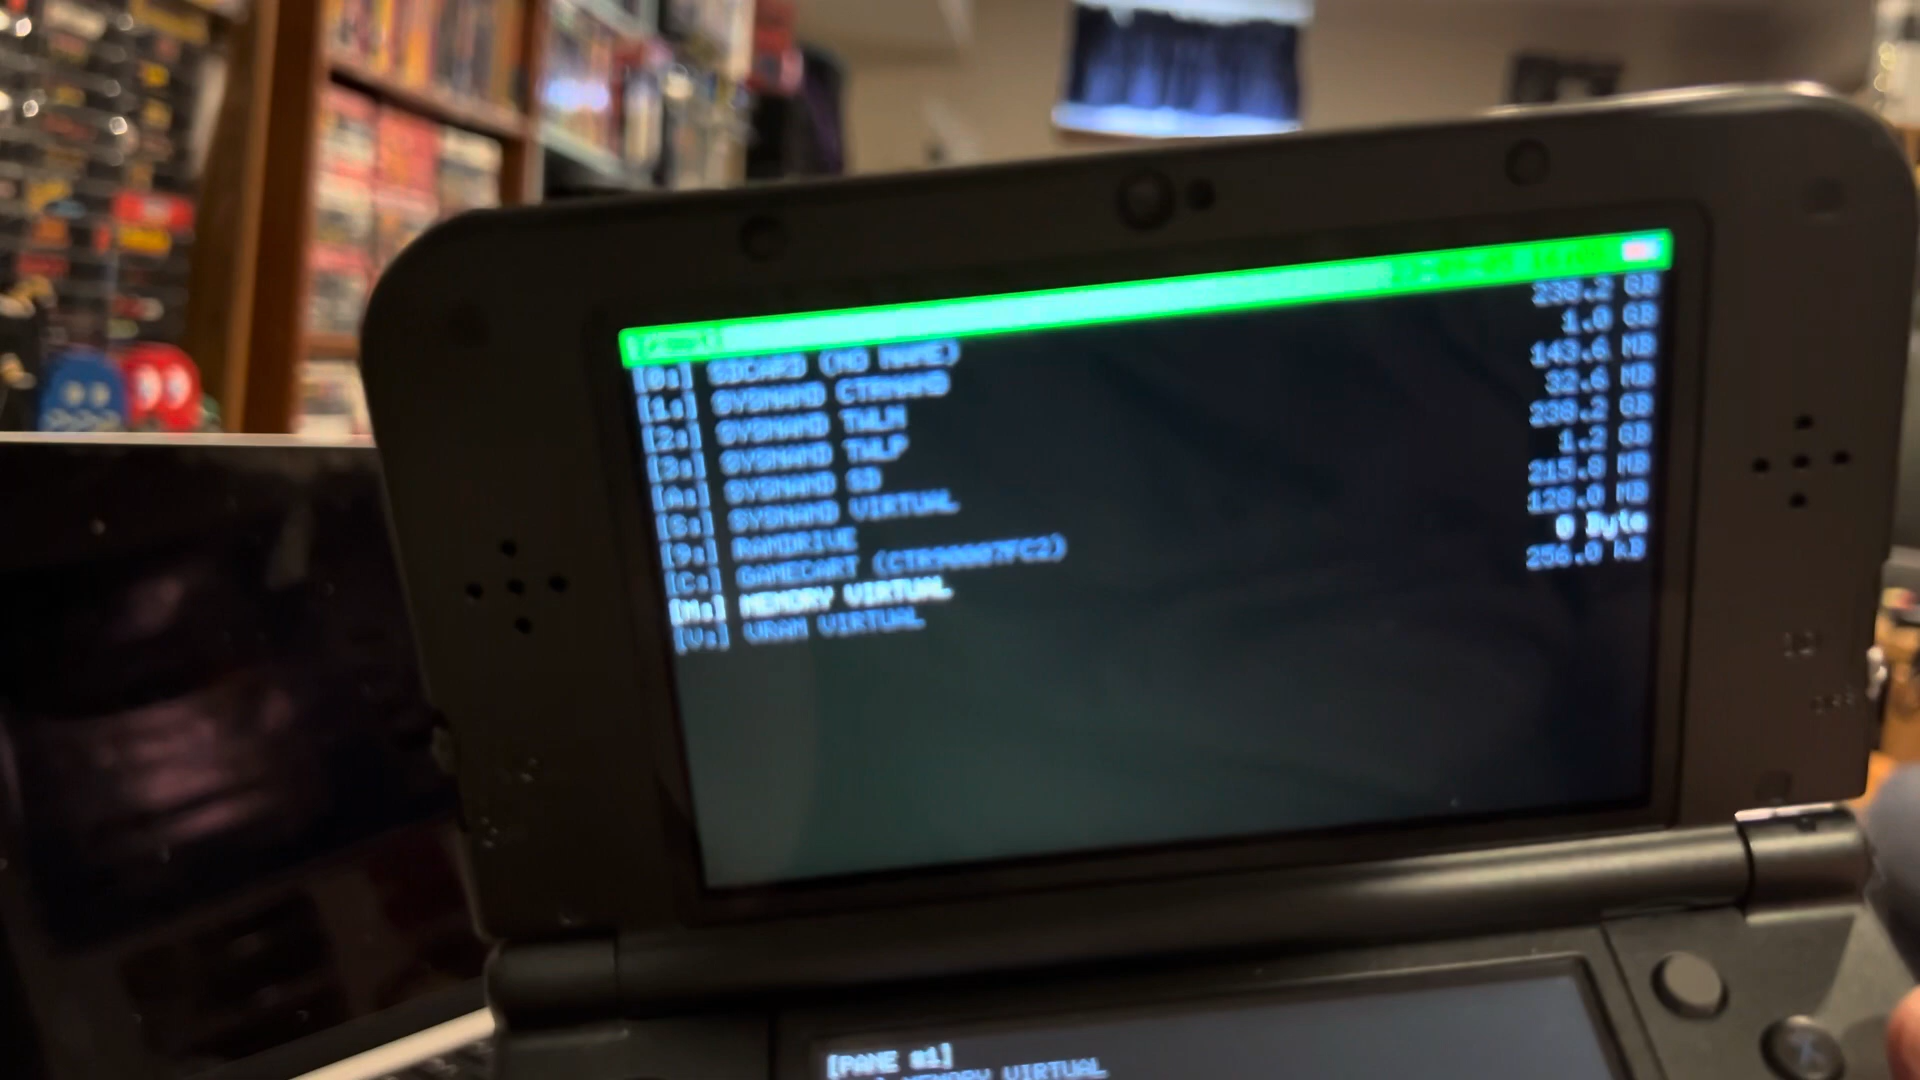 [root]
[0:] SDCARD (NO NAME) 238.2 GB
[1:] SYSNAND CTRNAND 1.0 GB
[2:] SYSNAND TWLN 143.6 MB
[3:] SYSNAND TWLP 32.6 MB
[A:] SYSNAND SD 238.2 GB
[S:] SYSNAND VIRTUAL 1.2 GB
[9:] RAMDRIVE 215.8 MB
[C:] GAMECART 128.0 MB
[M:] MEMORY VIRTUAL 0 Byte
[V:] VRAM VIRTUAL 256.0 kB
[PANE #1]
MEMORY VIRTUAL